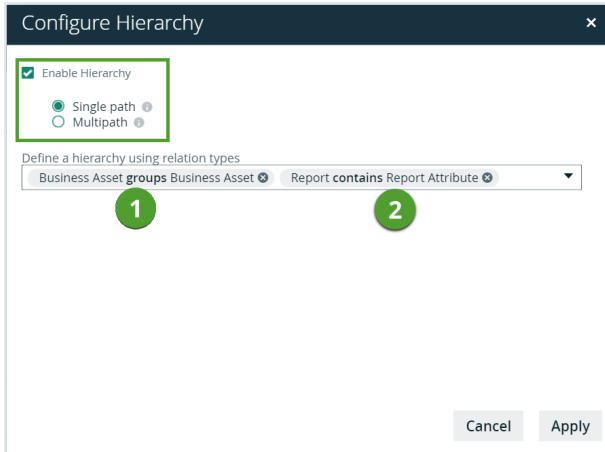 Configure Hierarchy
Enable Hierarchy
Single path
Multipath
Define a hierarchy using relation types
Business Asset groups Business Asset Report contains Report Attribute
1 2
Cancel Apply